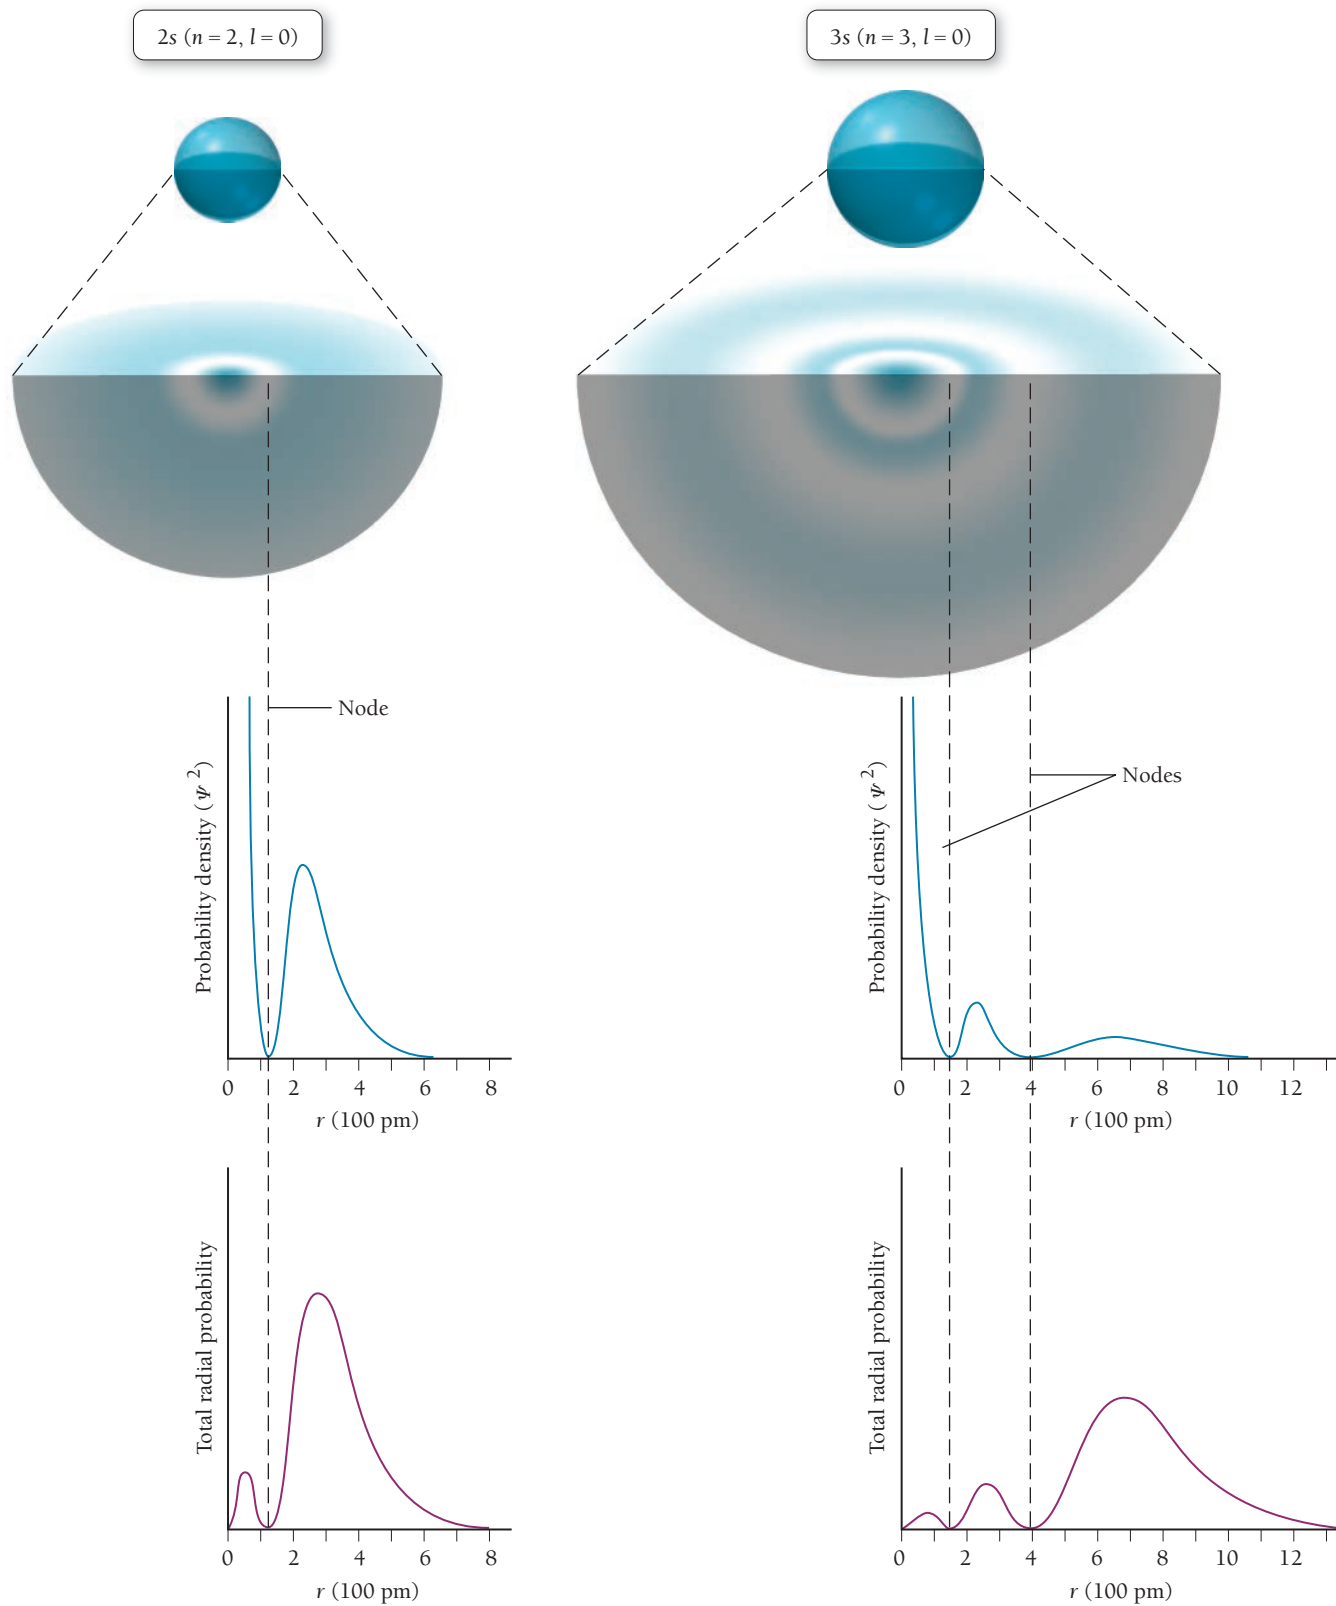 2s (n = 2, l = 0)
3s (n = 3, l = 0)
Node
Probability density (Ψ²)
0 2 4 6 8
r (100 pm)
Nodes
Probability density (Ψ²)
0 2 4 6 8 10 12
r (100 pm)
Total radial probability
0 2 4 6 8
r (100 pm)
Total radial probability
0 2 4 6 8 10 12
r (100 pm)